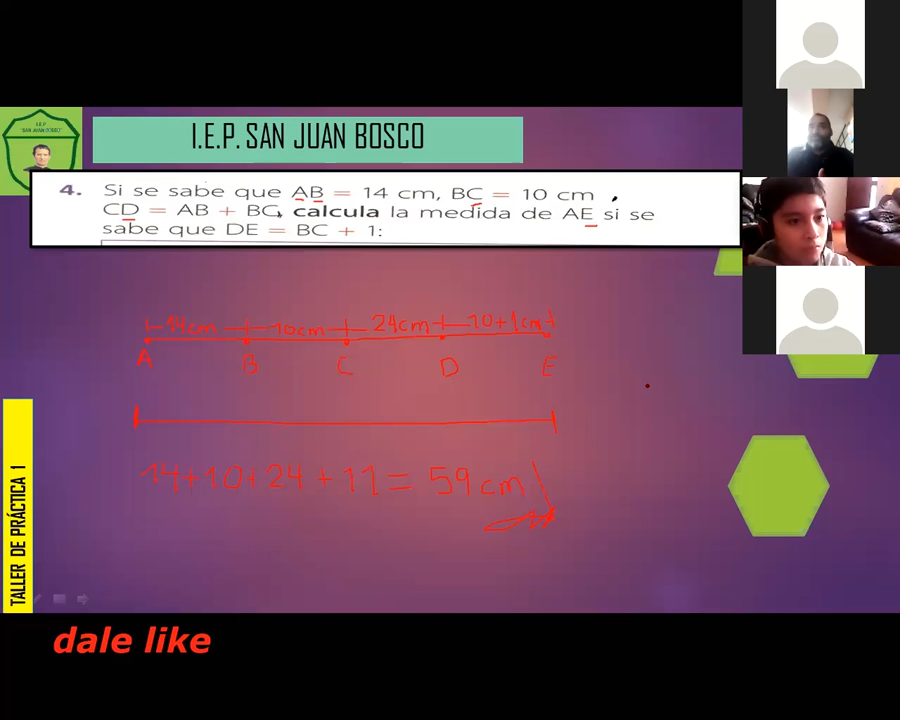 I.E.P.
"SAN JUAN BOSCO"
I.E.P. SAN JUAN BOSCO
4. Si se sabe que AB = 14 cm, BC = 10 cm ,
CD = AB + BC, calcula la medida de AE si se
sabe que DE = BC + 1:
14cm 10cm 24cm 10+1cm
A B C D E
14+10+24+11=59cm
TALLER DE PRÁCTICA 1
dale like